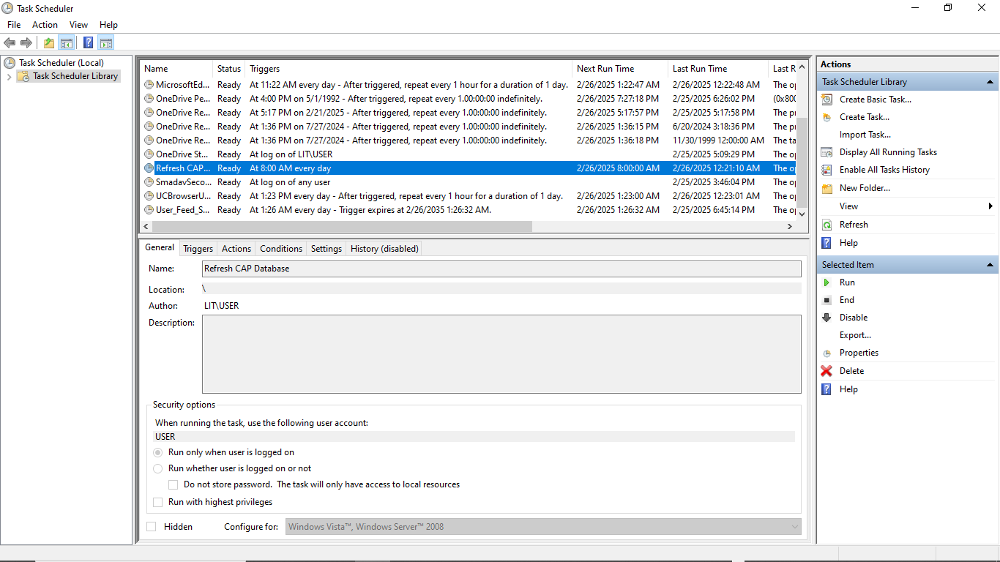 Task Scheduler
File Action View Help
Task Scheduler (Local)
Task Scheduler Library
Name Status Triggers Next Run Time Last Run Time Last R
MicrosoftEd... Ready At 11:22 AM every day - After triggered, repeat every 1 hour for a duration of 1 day. 2/26/2025 1:22:47 AM 2/26/2025 12:22:48 AM The op
OneDrive Pe... Ready At 4:00 PM on 5/1/1992 - After triggered, repeat every 1.00:00:00 indefinitely. 2/26/2025 7:27:18 PM 2/25/2025 6:26:02 PM (0x800
OneDrive Re... Ready At 5:17 PM on 2/21/2025 - After triggered, repeat every 1.00:00:00 indefinitely. 2/26/2025 5:17:57 PM 2/25/2025 5:17:58 PM The pr
OneDrive Re... Ready At 1:36 PM on 7/27/2024 - After triggered, repeat every 1.00:00:00 indefinitely. 2/26/2025 1:36:15 PM 6/20/2024 3:18:36 PM The pr
OneDrive Re... Ready At 1:36 PM on 7/27/2024 - After triggered, repeat every 1.00:00:00 indefinitely. 2/26/2025 1:36:18 PM 11/30/1999 12:00:00 AM The ta
OneDrive St... Ready At log on of LIT\USER 2/25/2025 5:09:29 PM The op
Refresh CAP... Ready At 8:00 AM every day 2/26/2025 8:00:00 AM 2/26/2025 12:21:10 AM The op
SmadavSeco... Ready At log on of any user 2/25/2025 3:46:04 PM The op
UCBrowserU... Ready At 1:23 PM every day - After triggered, repeat every 1 hour for a duration of 1 day. 2/26/2025 1:23:00 AM 2/26/2025 12:23:01 AM The op
User_Feed_S... Ready At 1:26 AM every day - Trigger expires at 2/26/2035 1:26:32 AM. 2/26/2025 1:26:32 AM 2/25/2025 6:45:14 PM The op
General Triggers Actions Conditions Settings History (disabled)
Name: Refresh CAP Database
Location: \
Author: LIT\USER
Description:
Security options
When running the task, use the following user account:
USER
Run only when user is logged on
Run whether user is logged on or not
Do not store password. The task will only have access to local resources
Run with highest privileges
Hidden Configure for: Windows Vista™, Windows Server™ 2008
Actions
Task Scheduler Library
Create Basic Task...
Create Task...
Import Task...
Display All Running Tasks
Enable All Tasks History
New Folder...
View
Refresh
Help
Selected Item
Run
End
Disable
Export...
Properties
Delete
Help